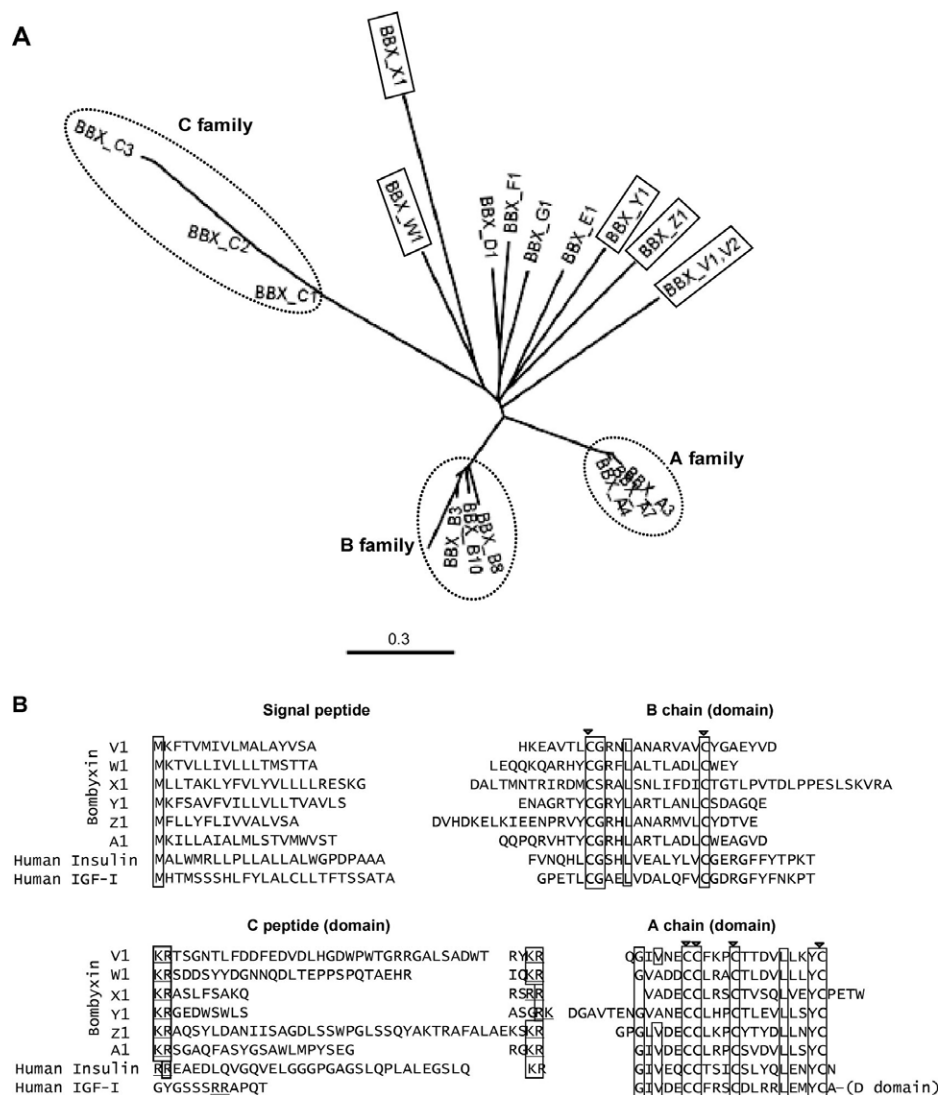 A
C family
BBX_C3
BBX_C2
BBX_C1
BBX_X1
BBX_W1
BBX_D1
BBX_F1
BBX_G1
BBX_E1
BBX_Y1
BBX_Z1
BBX_V1,V2
A family
BBX_A3
BBX_A7
BBX_A4
B family
BBX_B3
BBX_B10
BBX_B8
0.3
B
Signal peptide B chain (domain)
Bombyxin
V1 MKFTVMIVLMALAYVSA HKEAVTLCGRNLANARVAVCYGAEYVD
W1 MKTVLLIVLLLTMSTTA LEQQKQARHYCGRFLALTLADLCWEY
X1 MLLTAKLYFVLYVLLLLRESKG DALTMNTRIRDMCSRALSNLIFDICTGTLPVTDLPPESLSKVRA
Y1 MKFSAVFVILLVLLTVAVLS ENAGRTYCGRYLARTLANLCSDAGQE
Z1 MFLLYFLIVVALVSA DVHDKELKIEENPRVYCGRHLANARMVLCYDTVE
A1 MKILLAIALMLSTVMWVST QQPQRVHTYCGRHLARTLADLCWEAGVD
Human Insulin MALWMRLLPLLALLALWGPDPAAA FVNQHLCGSHLVEALYLVCGERGFFYTPKT
Human IGF-I MHTMSSSHLFYLALCLLTFTSSATA GPETLCGAELVDALQFVCGDRGFYFNKPT
C peptide (domain) A chain (domain)
Bombyxin
V1 KRTSGNTLFDDFEDVDLHGDWPWTGRRGALSADWT RYKR QGIVNECCFKPCTTDVLLKYC
W1 KRSDDSYYDGNNQDLTEPPSPQTAEHR IQKR GVADDCCLRACTLDVLLLYC
X1 KRASLFSAKQ RSRR VADECCLRSCTVSQLVEYCPETW
Y1 KRGEDWSWLS ASGRK DGAVTENGVANECCLHPCTLEVLLSYC
Z1 KRAQSYLDANIISAGDLSSWPGLSSQYAKTRAFALAEKSKR GPGLVDECCLKPCYTYDLLNYC
A1 KRSGAQFASYGSAWLMPYSEG RGKR GIVDECCLRPCSVDVLLSYC
Human Insulin RREAEDLQVGQVELGGGPGAGSLQPLALEGSLQ KR GIVEQCCTSICSLYQLENYCN
Human IGF-I GYGSSSRRAPQT GIVDECCFRSCDLRRLEMYCA–(D domain)